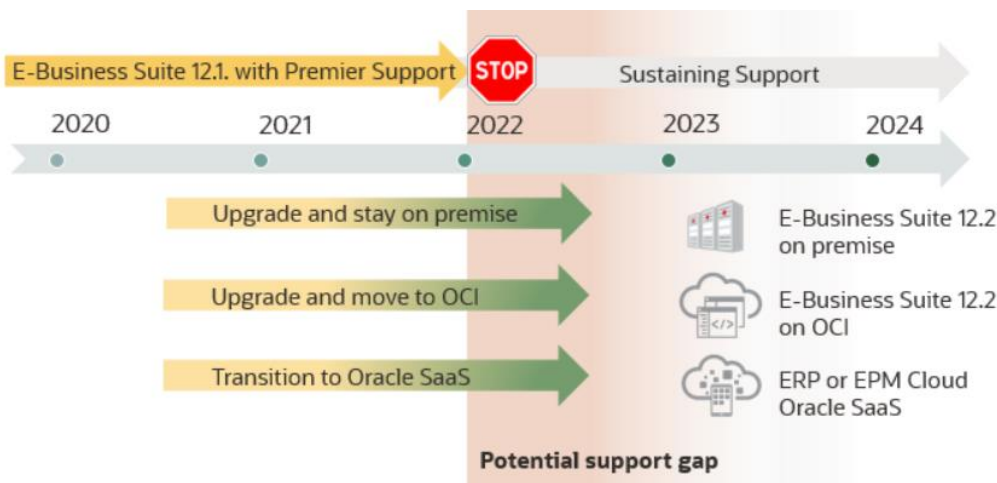 E-Business Suite 12.1. with Premier Support
STOP
Sustaining Support
2020
2021
2022
2023
2024
Upgrade and stay on premise
E-Business Suite 12.2
on premise
Upgrade and move to OCI
</>
E-Business Suite 12.2
on OCI
Transition to Oracle SaaS
ERP or EPM Cloud
Oracle SaaS
Potential support gap